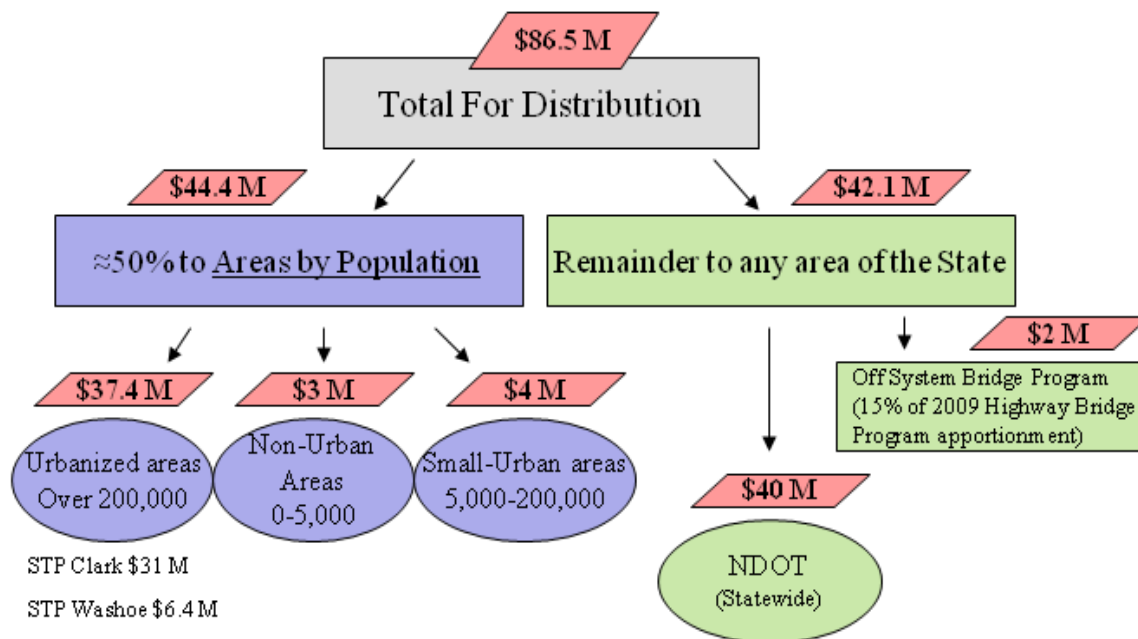 $86.5 M
Total For Distribution
$44.4 M
$42.1 M
≈50% to Areas by Population
Remainder to any area of the State
$37.4 M
$3 M
$4 M
$2 M
Urbanized areas
Over 200,000
Non-Urban
Areas
0-5,000
Small-Urban areas
5,000-200,000
Off System Bridge Program
(15% of 2009 Highway Bridge
Program apportionment)
$40 M
NDOT
(Statewide)
STP Clark $31 M
STP Washoe $6.4 M